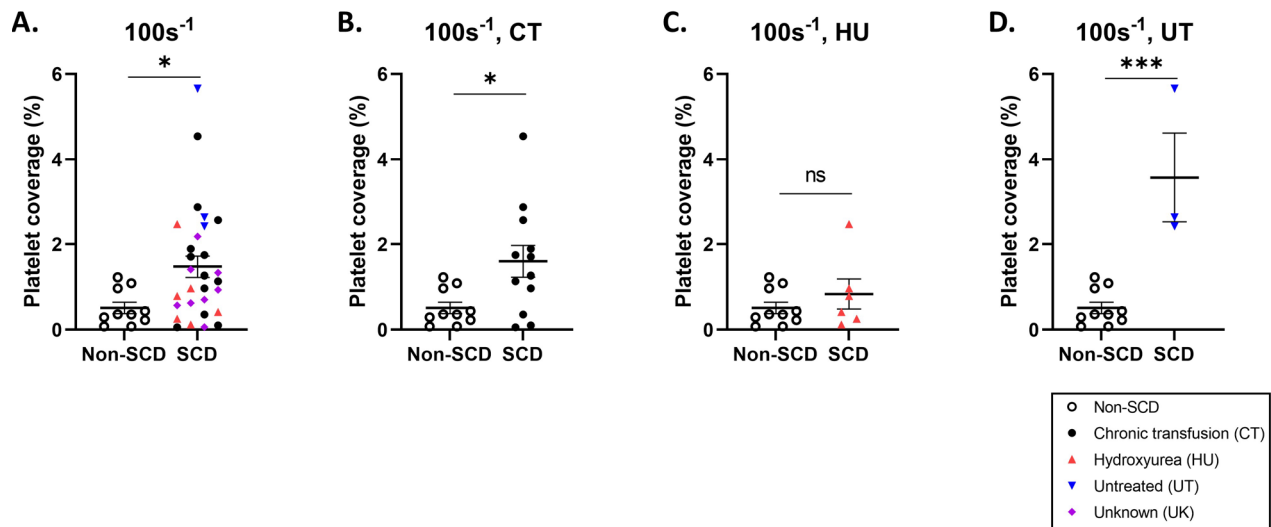 A.
100s⁻¹
*
Platelet coverage (%)
6
4
2
0
Non-SCD SCD
B.
100s⁻¹, CT
*
Platelet coverage (%)
6
4
2
0
Non-SCD SCD
C.
100s⁻¹, HU
ns
Platelet coverage (%)
6
4
2
0
Non-SCD SCD
D.
100s⁻¹, UT
***
Platelet coverage (%)
6
4
2
0
Non-SCD SCD
Non-SCD
Chronic transfusion (CT)
Hydroxyurea (HU)
Untreated (UT)
Unknown (UK)